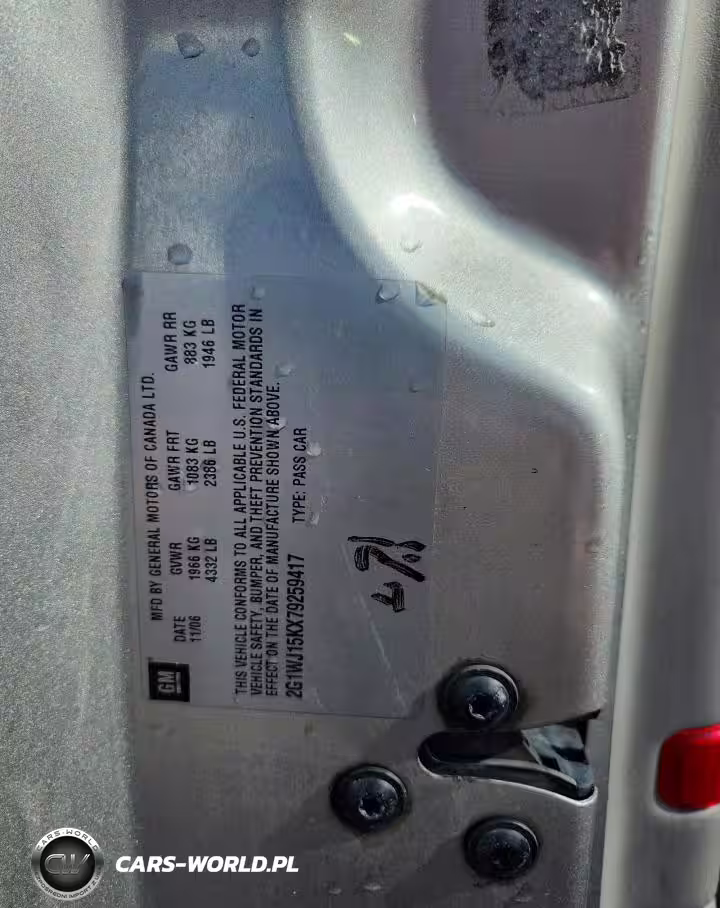 MFD BY GENERAL MOTORS OF CANADA LTD.
DATE GVWR GAWR FRT GAWR RR
11/06 1966 KG 1083 KG 883 KG
4332 LB 2386 LB 1946 LB
GM
THIS VEHICLE CONFORMS TO ALL APPLICABLE U.S. FEDERAL MOTOR
VEHICLE SAFETY, BUMPER, AND THEFT PREVENTION STANDARDS IN
EFFECT ON THE DATE OF MANUFACTURE SHOWN ABOVE.
2G1WJ15KX79259417 TYPE: PASS CAR
CARS-WORLD
CW
CARS-WORLD.PL